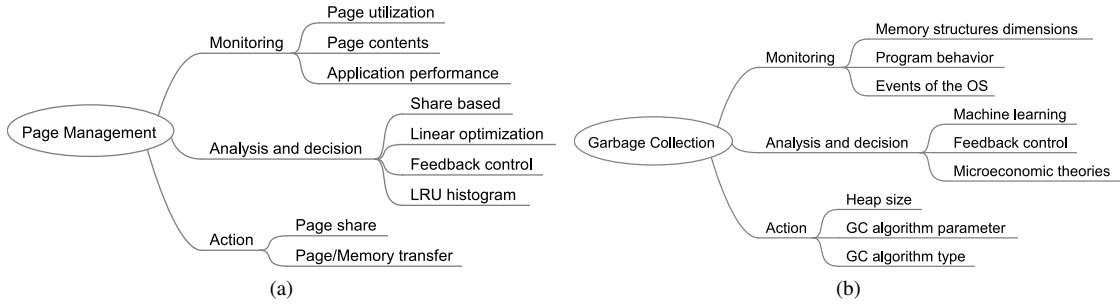 Page Management
Monitoring
Page utilization
Page contents
Application performance
Analysis and decision
Share based
Linear optimization
Feedback control
LRU histogram
Action
Page share
Page/Memory transfer
(a)
Garbage Collection
Monitoring
Memory structures dimensions
Program behavior
Events of the OS
Analysis and decision
Machine learning
Feedback control
Microeconomic theories
Action
Heap size
GC algorithm parameter
GC algorithm type
(b)